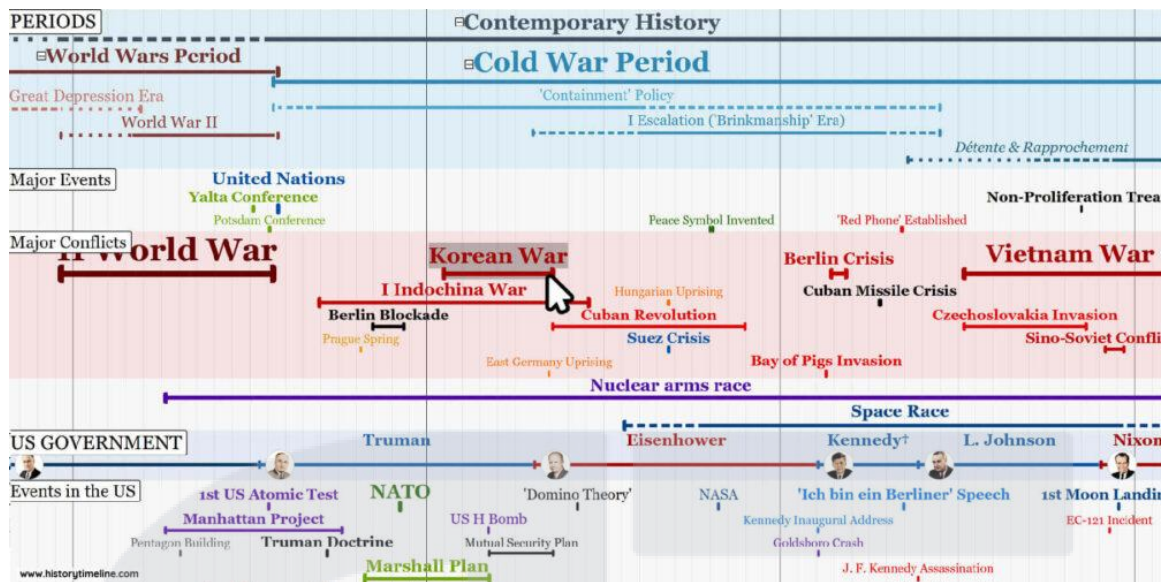 PERIODS
Contemporary History
World Wars Period
Cold War Period
Great Depression Era
'Containment' Policy
World War II
I Escalation ('Brinkmanship' Era)
Détente & Rapprochement
Major Events
United Nations
Yalta Conference
Non-Proliferation Trea
Potsdam Conference
Peace Symbol Invented
'Red Phone' Established
Major Conflicts
II World War
Korean War
Berlin Crisis
Vietnam War
I Indochina War
Hungarian Uprising
Cuban Missile Crisis
Berlin Blockade
Cuban Revolution
Czechoslovakia Invasion
Prague Spring
Suez Crisis
Sino-Soviet Confli
East Germany Uprising
Bay of Pigs Invasion
Nuclear arms race
Space Race
US GOVERNMENT
Truman
Eisenhower
Kennedy†
L. Johnson
Nixon
Events in the US
1st US Atomic Test
NATO
'Domino Theory'
NASA
'Ich bin ein Berliner' Speech
1st Moon Landin
Manhattan Project
US H Bomb
Kennedy Inaugural Address
EC-121 Incident
Pentagon Building
Truman Doctrine
Mutual Security Plan
Goldsboro Crash
Marshall Plan
J. F. Kennedy Assassination
www.historytimeline.com